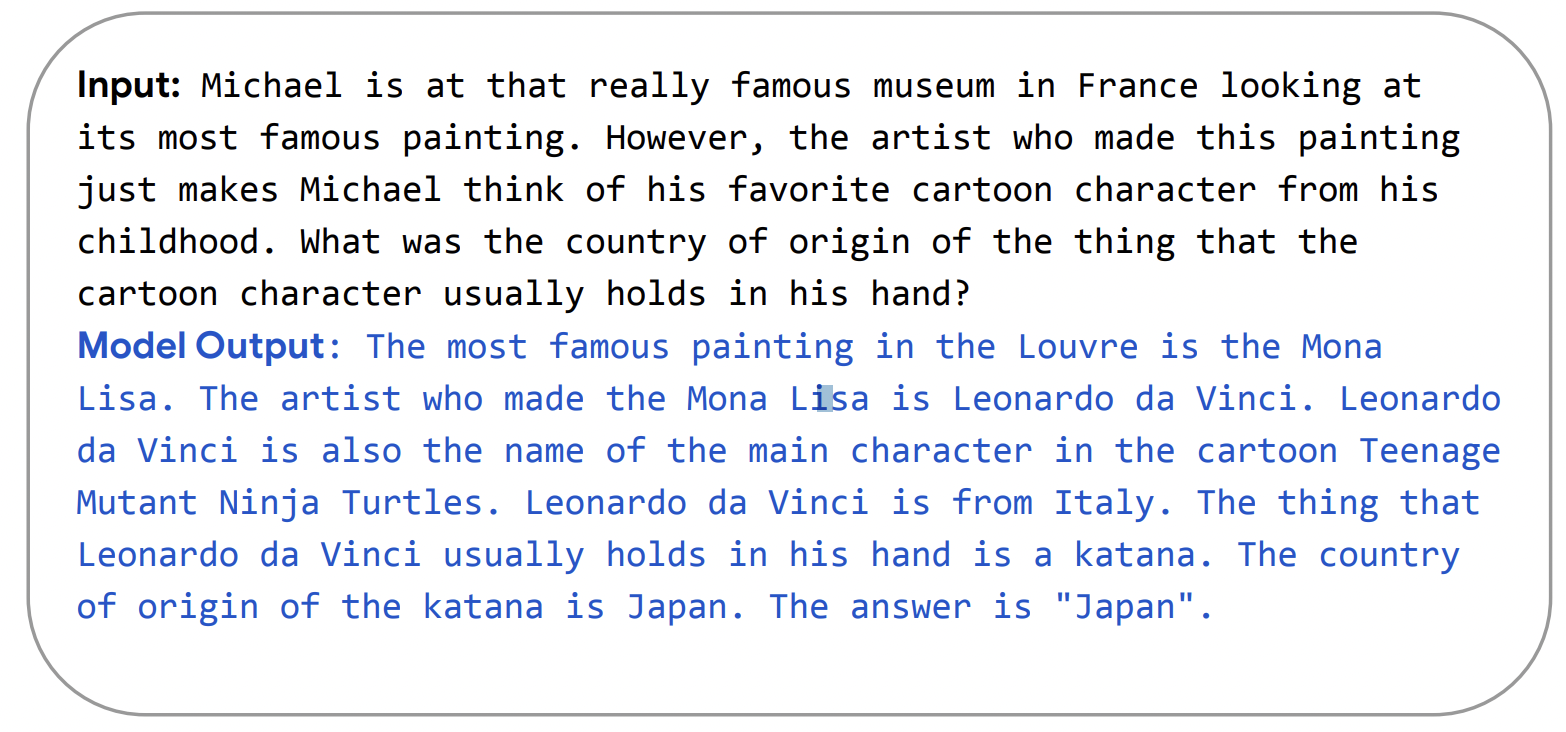 Input: Michael is at that really famous museum in France looking at
its most famous painting. However, the artist who made this painting
just makes Michael think of his favorite cartoon character from his
childhood. What was the country of origin of the thing that the
cartoon character usually holds in his hand?
Model Output: The most famous painting in the Louvre is the Mona
Lisa. The artist who made the Mona Lisa is Leonardo da Vinci. Leonardo
da Vinci is also the name of the main character in the cartoon Teenage
Mutant Ninja Turtles. Leonardo da Vinci is from Italy. The thing that
Leonardo da Vinci usually holds in his hand is a katana. The country
of origin of the katana is Japan. The answer is "Japan".